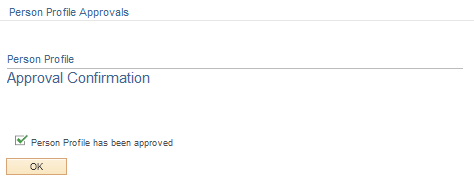 Person Profile Approvals
Person Profile
Approval Confirmation
Person Profile has been approved
OK